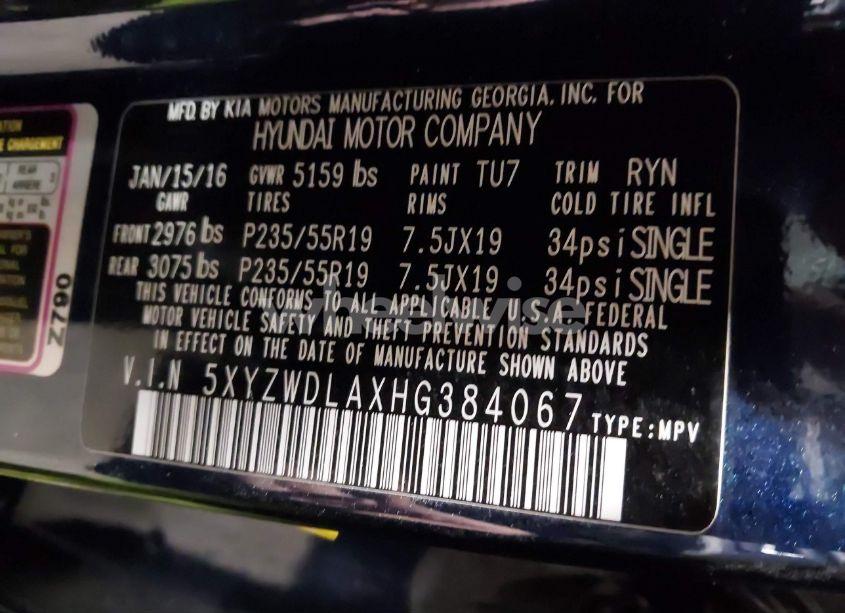 MFD. BY KIA MOTORS MANUFACTURING GEORGIA, INC. FOR
HYUNDAI MOTOR COMPANY
JAN/15/16 GVWR 5159 lbs PAINT TU7 TRIM RYN
GAWR TIRES RIMS COLD TIRE INFL
FRONT 2976 lbs P235/55R19 7.5JX19 34psi SINGLE
REAR 3075 lbs P235/55R19 7.5JX19 34psi SINGLE
THIS VEHICLE CONFORMS TO ALL APPLICABLE U.S.A. FEDERAL
MOTOR VEHICLE SAFETY AND THEFT PREVENTION STANDARDS
IN EFFECT ON THE DATE OF MANUFACTURE SHOWN ABOVE
V.I.N 5XYZWDLAXHG384067 TYPE:MPV
Z790
REAR
ARRIERE